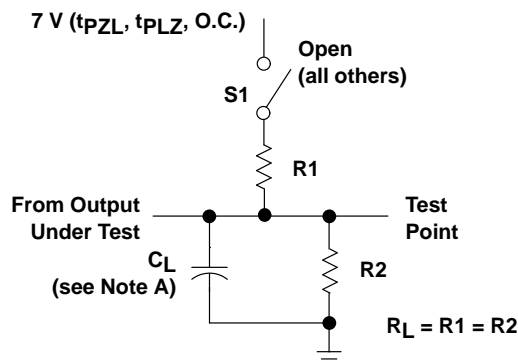 7 V (tPZL, tPLZ, O.C.)
Open
(all others)
S1
R1
From Output
Under Test
Test
Point
CL
(see Note A)
R2
RL = R1 = R2